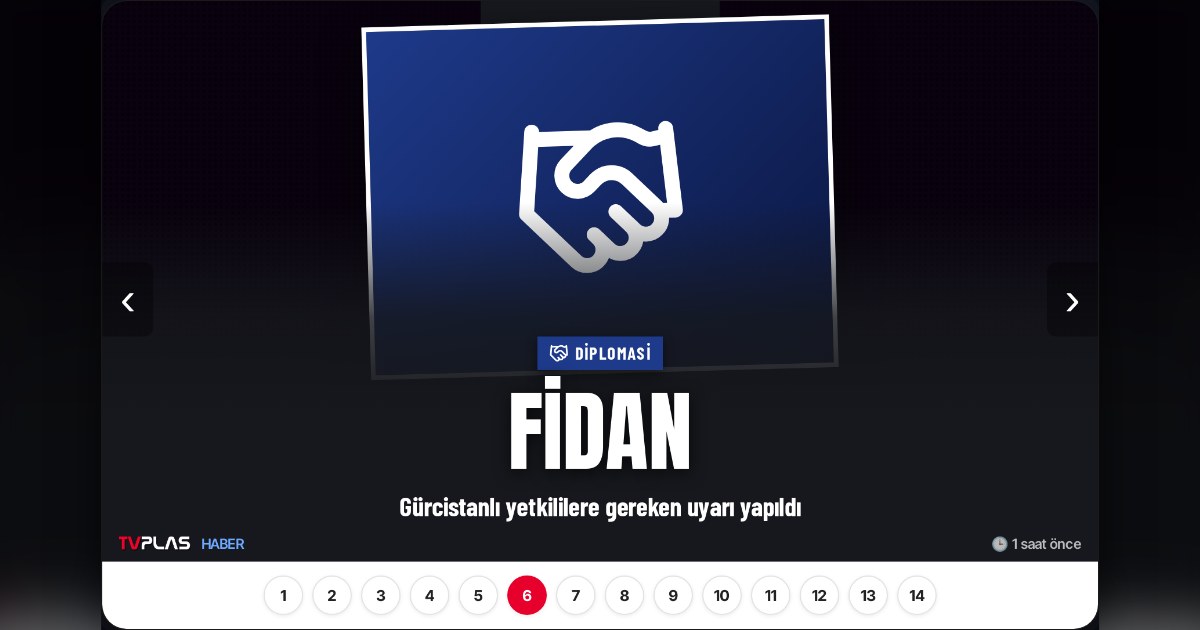 DİPLOMASİ
FİDAN
Gürcistanlı yetkililere gereken uyarı yapıldı
TVPLAS HABER
1 saat önce
1 2 3 4 5 6 7 8 9 10 11 12 13 14